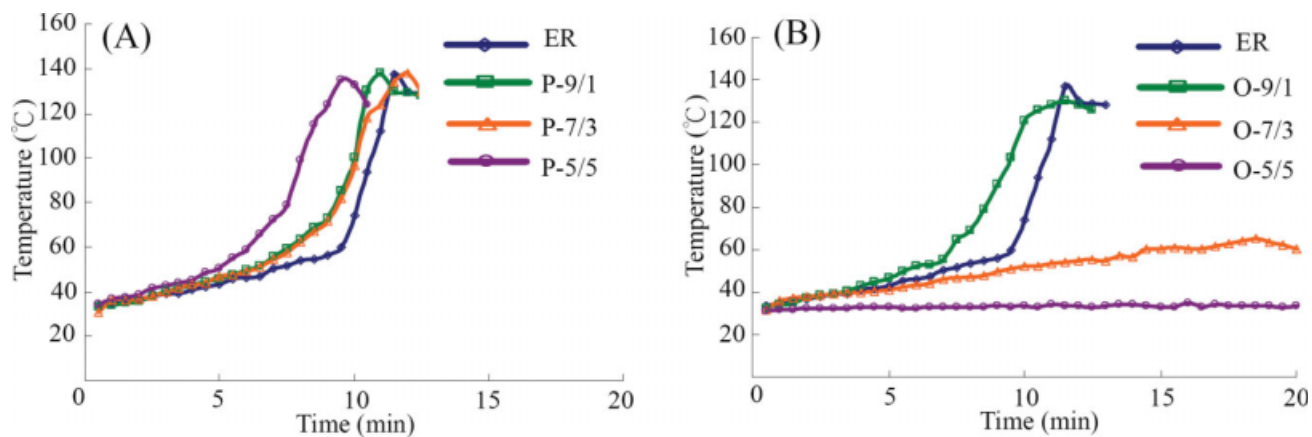 (A)
160
140
120
100
80
60
40
20
0
5
10
15
20
Temperature (℃)
Time (min)
ER
P-9/1
P-7/3
P-5/5
(B)
160
140
120
100
80
60
40
20
0
5
10
15
20
Temperature (℃)
Time (min)
ER
O-9/1
O-7/3
O-5/5